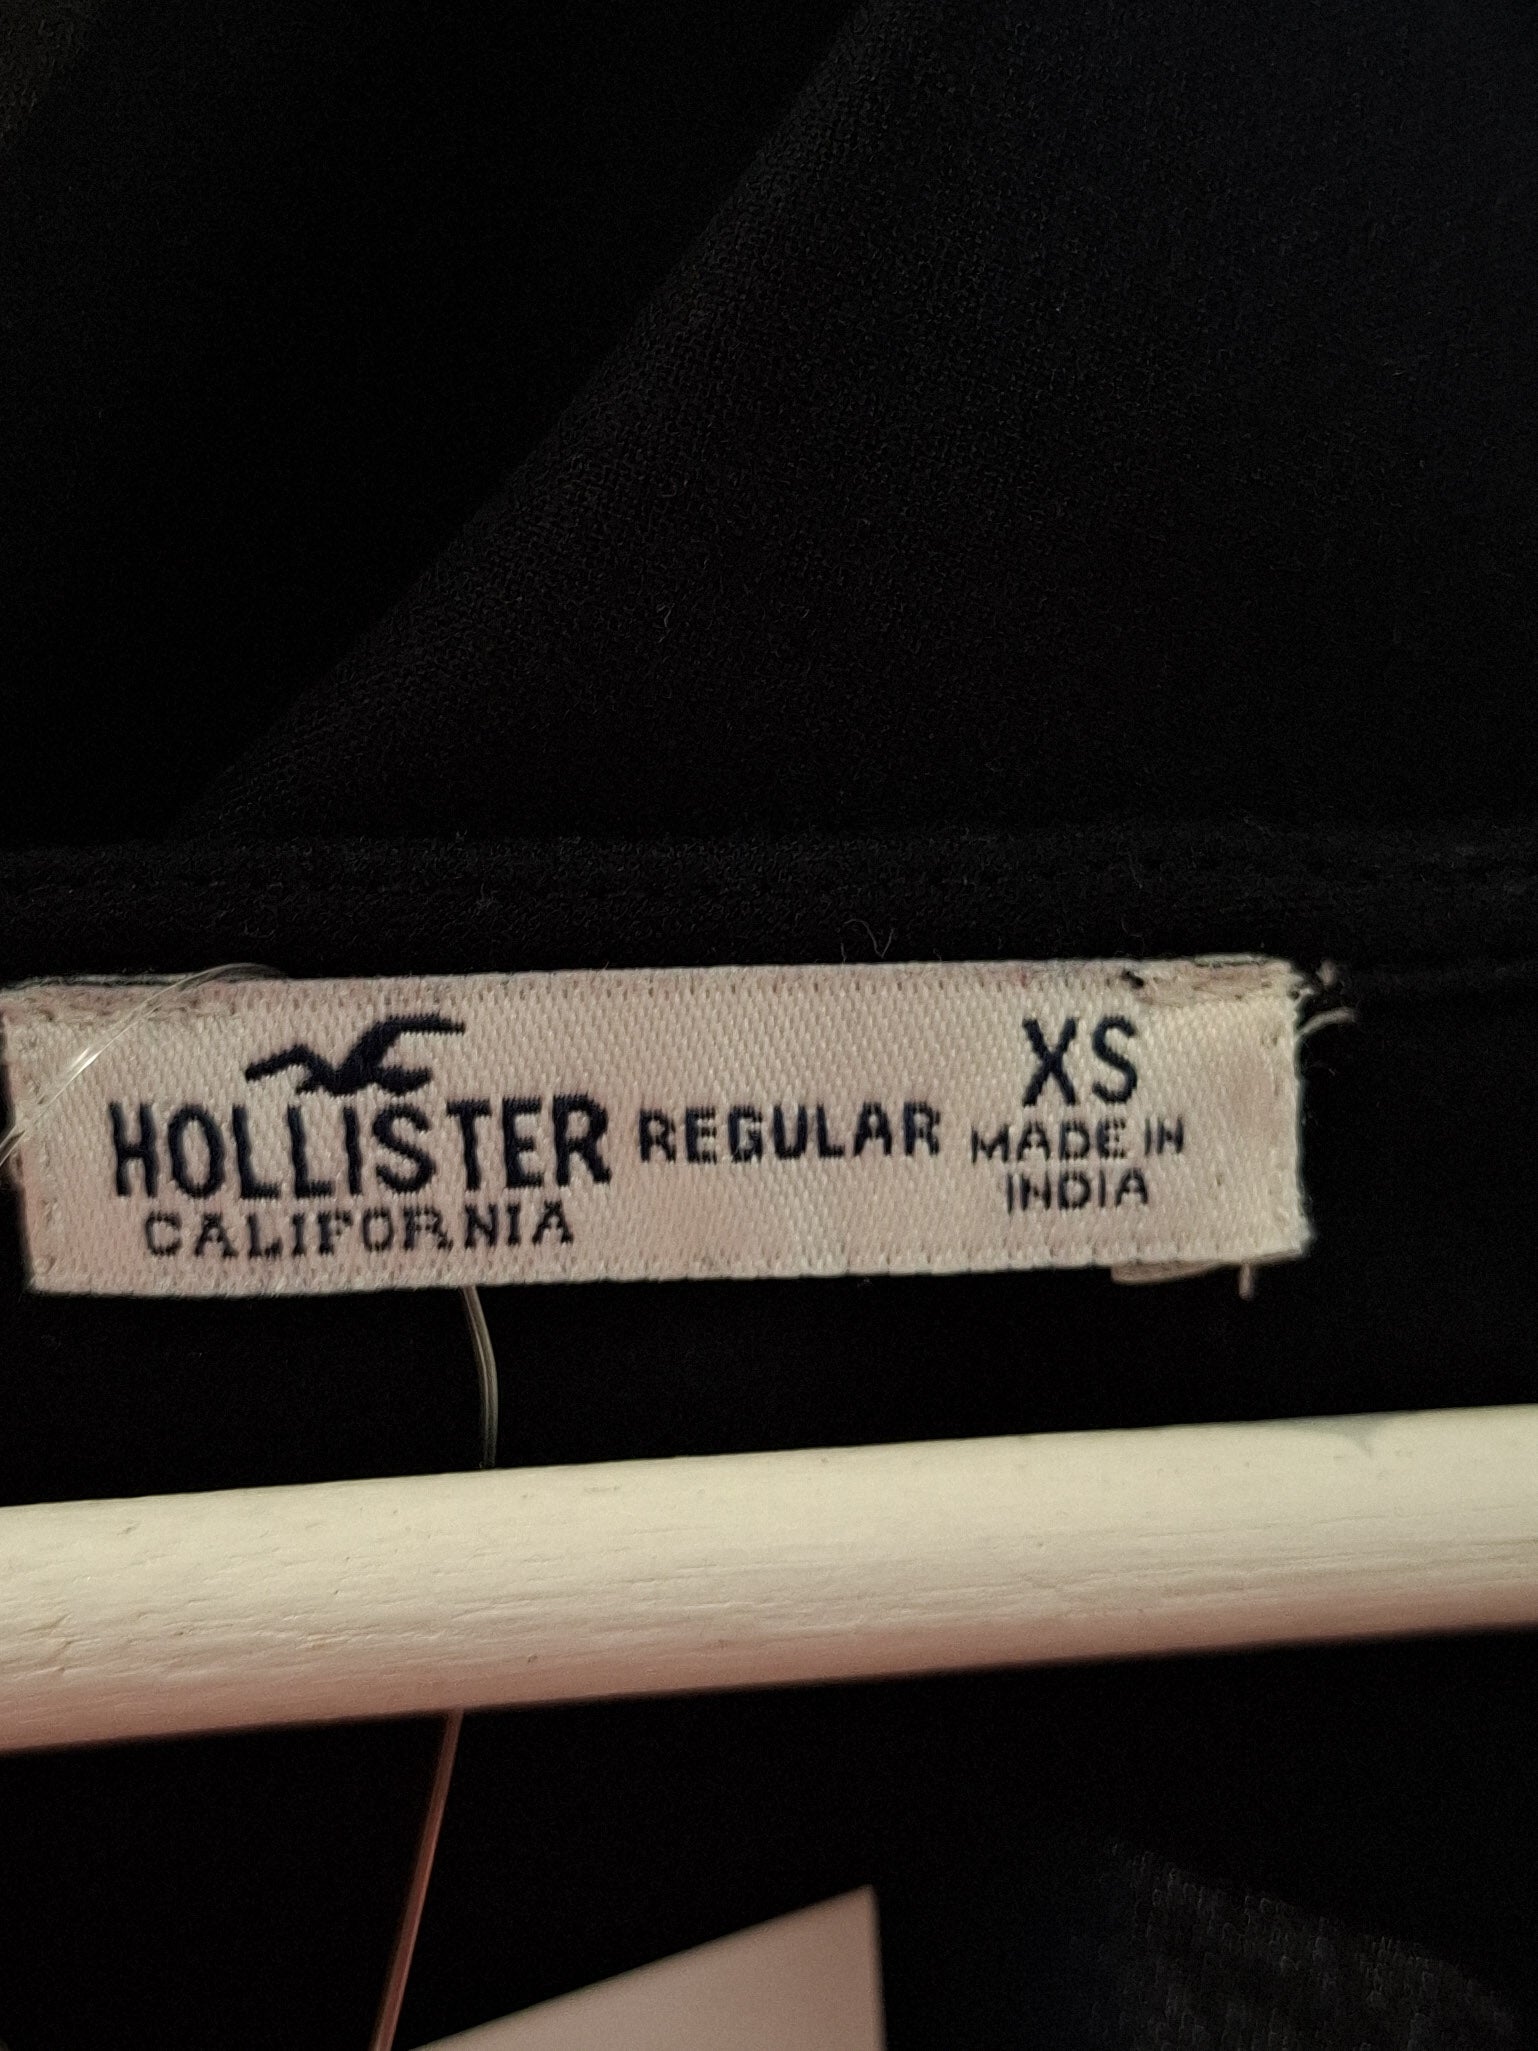 HOLLISTER
CALIFORNIA
REGULAR
XS
MADE IN
INDIA